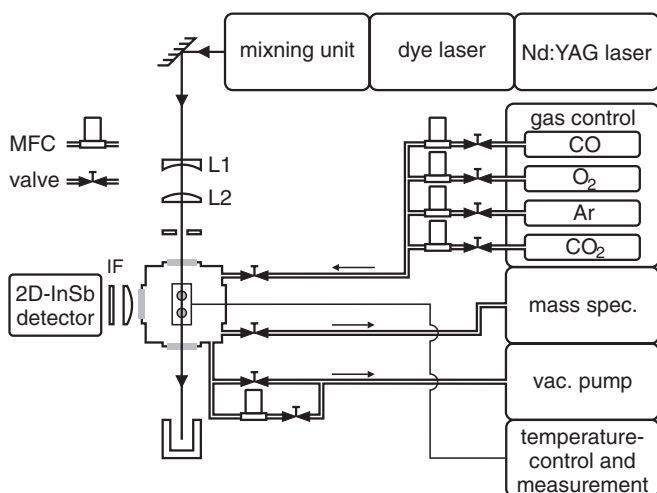 mixning unit
dye laser
Nd:YAG laser
MFC
valve
L1
L2
gas control
CO
O₂
Ar
CO₂
IF
2D-InSb
detector
mass spec.
vac. pump
temperature-
control and
measurement